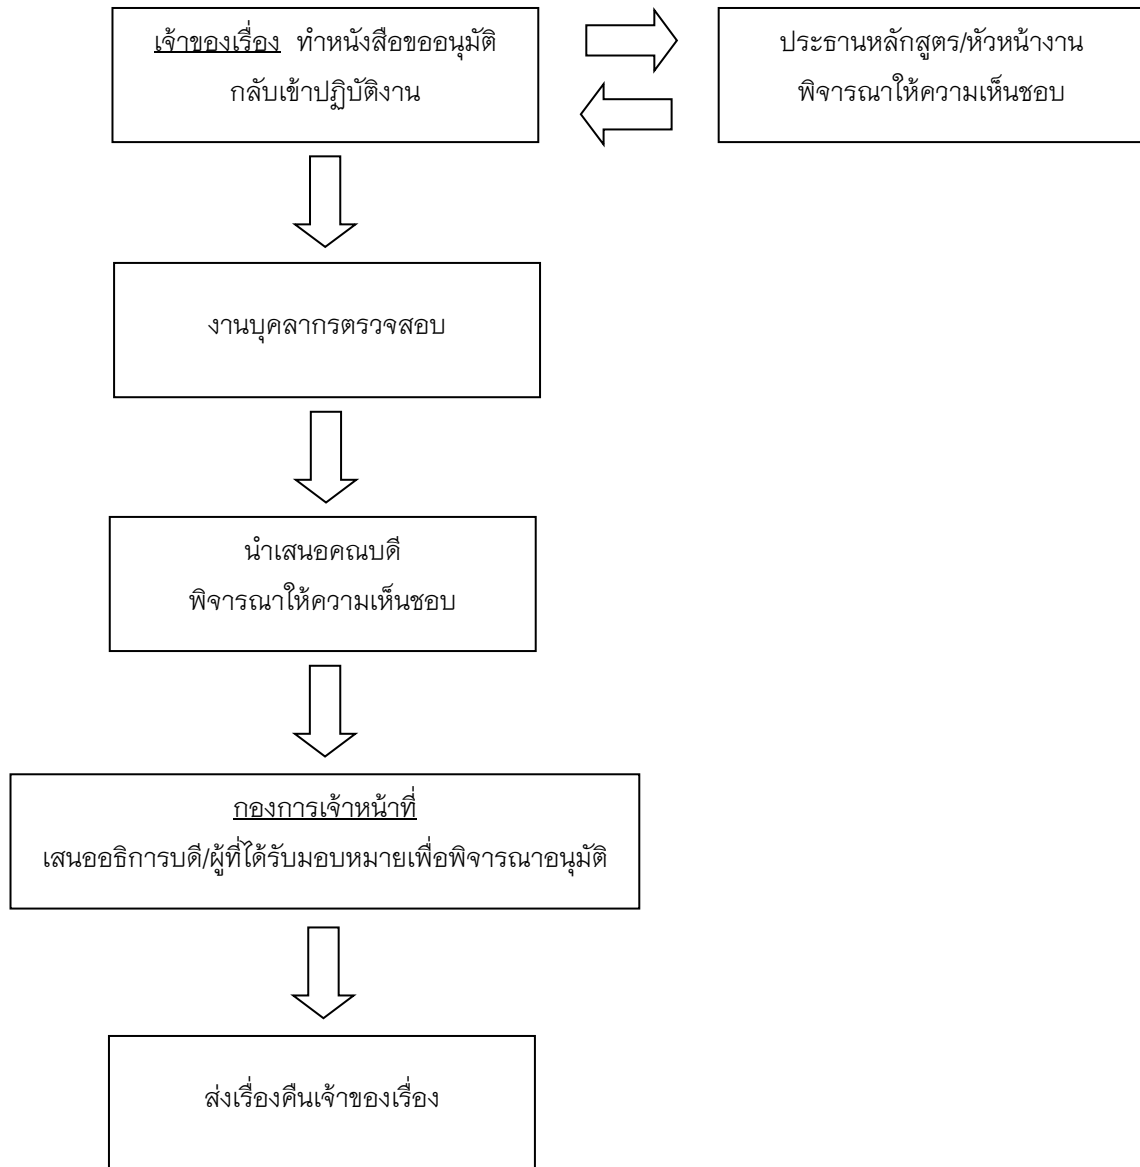 เจ้าของเรื่อง ทำหนังสือขออนุมัติ
กลับเข้าปฏิบัติงาน
ประธานหลักสูตร/หัวหน้างาน
พิจารณาให้ความเห็นชอบ
งานบุคลากรตรวจสอบ
นำเสนอคณบดี
พิจารณาให้ความเห็นชอบ
กองการเจ้าหน้าที่
เสนออธิการบดี/ผู้ที่ได้รับมอบหมายเพื่อพิจารณาอนุมัติ
ส่งเรื่องคืนเจ้าของเรื่อง